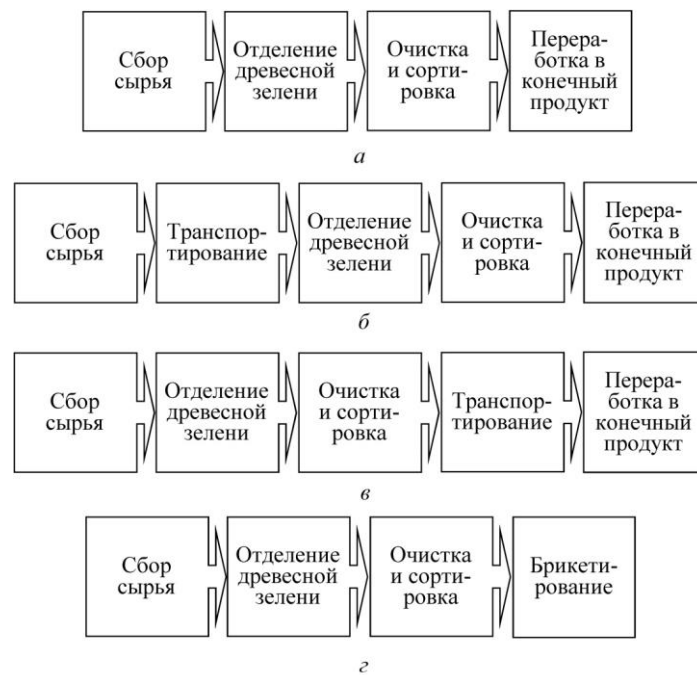 Сбор
сырья
Отделение
древесной
зелени
Очистка
и сорти-
ровка
Перера-
ботка в
конечный
продукт
а
Сбор
сырья
Транспор-
тирование
Отделение
древесной
зелени
Очистка
и сорти-
ровка
Перера-
ботка в
конечный
продукт
б
Сбор
сырья
Отделение
древесной
зелени
Очистка
и сорти-
ровка
Транспор-
тирование
Перера-
ботка в
конечный
продукт
в
Сбор
сырья
Отделение
древесной
зелени
Очистка
и сорти-
ровка
Брикети-
рование
г